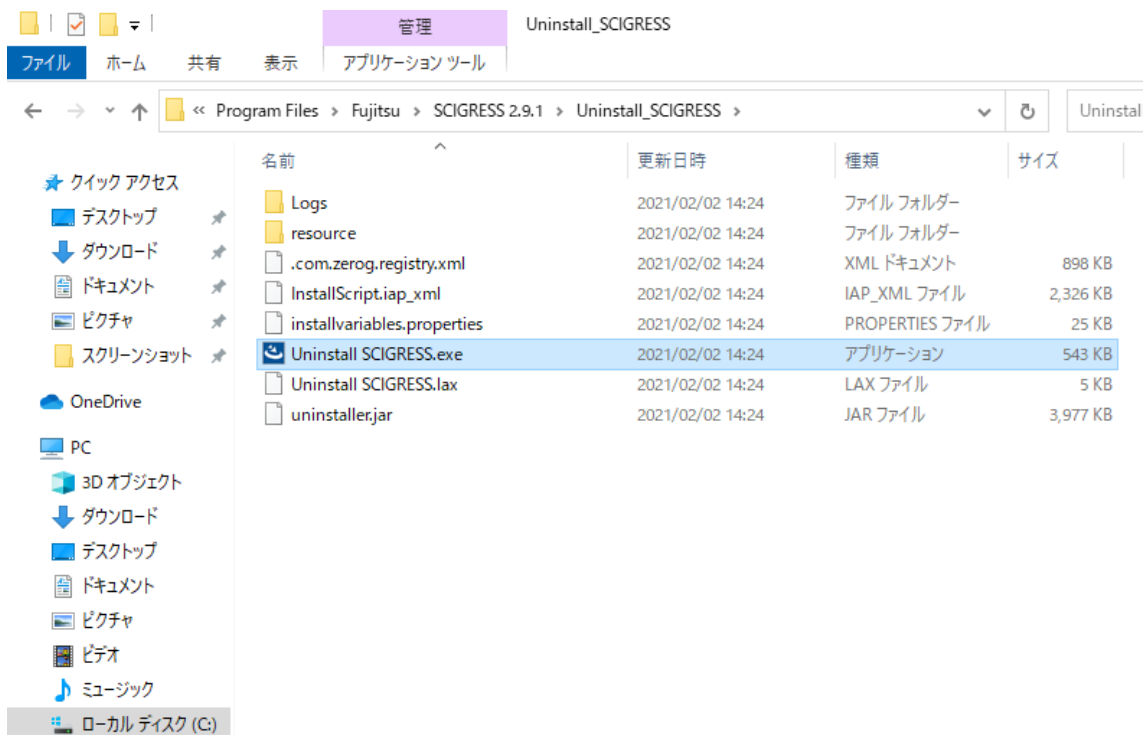 管理 Uninstall_SCIGRESS
ファイル ホーム 共有 表示 アプリケーション ツール
« Program Files › Fujitsu › SCIGRESS 2.9.1 › Uninstall_SCIGRESS › Uninstal
名前 更新日時 種類 サイズ
クイック アクセス
デスクトップ
ダウンロード
ドキュメント
ピクチャ
スクリーンショット
OneDrive
PC
3D オブジェクト
ダウンロード
デスクトップ
ドキュメント
ピクチャ
ビデオ
ミュージック
ローカル ディスク (C:)
Logs 2021/02/02 14:24 ファイル フォルダー
resource 2021/02/02 14:24 ファイル フォルダー
.com.zerog.registry.xml 2021/02/02 14:24 XML ドキュメント 898 KB
InstallScript.iap_xml 2021/02/02 14:24 IAP_XML ファイル 2,326 KB
installvariables.properties 2021/02/02 14:24 PROPERTIES ファイル 25 KB
Uninstall SCIGRESS.exe 2021/02/02 14:24 アプリケーション 543 KB
Uninstall SCIGRESS.lax 2021/02/02 14:24 LAX ファイル 5 KB
uninstaller.jar 2021/02/02 14:24 JAR ファイル 3,977 KB